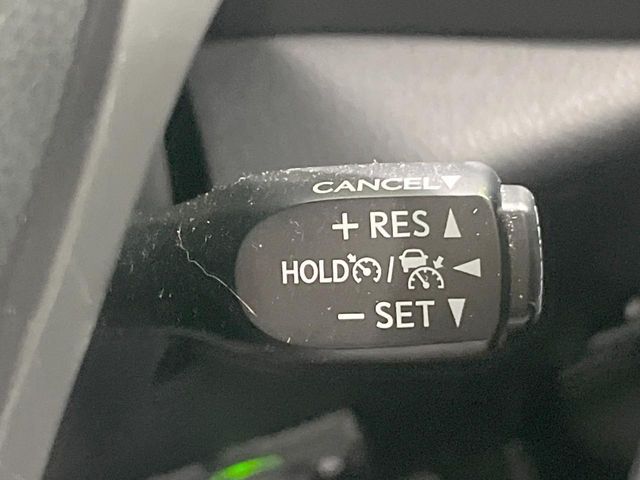 CANCEL▼
+ RES ▲
HOLD / ◄
− SET ▼